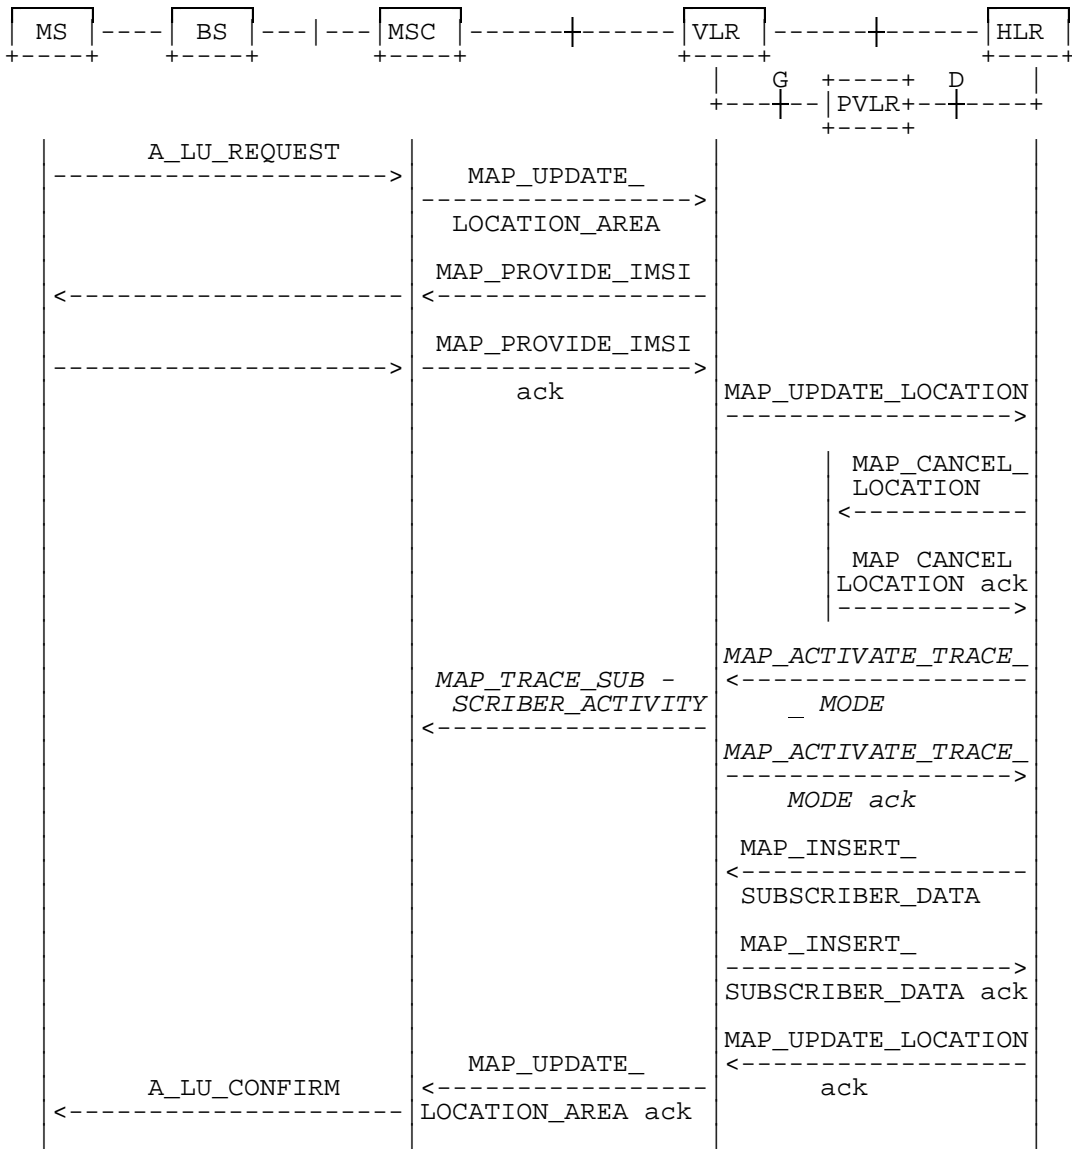 MS BS MSC VLR HLR
G D
PVLR
A_LU_REQUEST
MAP_UPDATE_
LOCATION_AREA
MAP_PROVIDE_IMSI
MAP_PROVIDE_IMSI
ack
MAP_UPDATE_LOCATION
MAP_CANCEL_
LOCATION
MAP CANCEL
LOCATION ack
MAP_ACTIVATE_TRACE_
_ MODE
MAP_TRACE_SUB -
SCRIBER_ACTIVITY
MAP_ACTIVATE_TRACE_
MODE ack
MAP_INSERT_
SUBSCRIBER_DATA
MAP_INSERT_
SUBSCRIBER_DATA ack
MAP_UPDATE_LOCATION
ack
MAP_UPDATE_
LOCATION_AREA ack
A_LU_CONFIRM